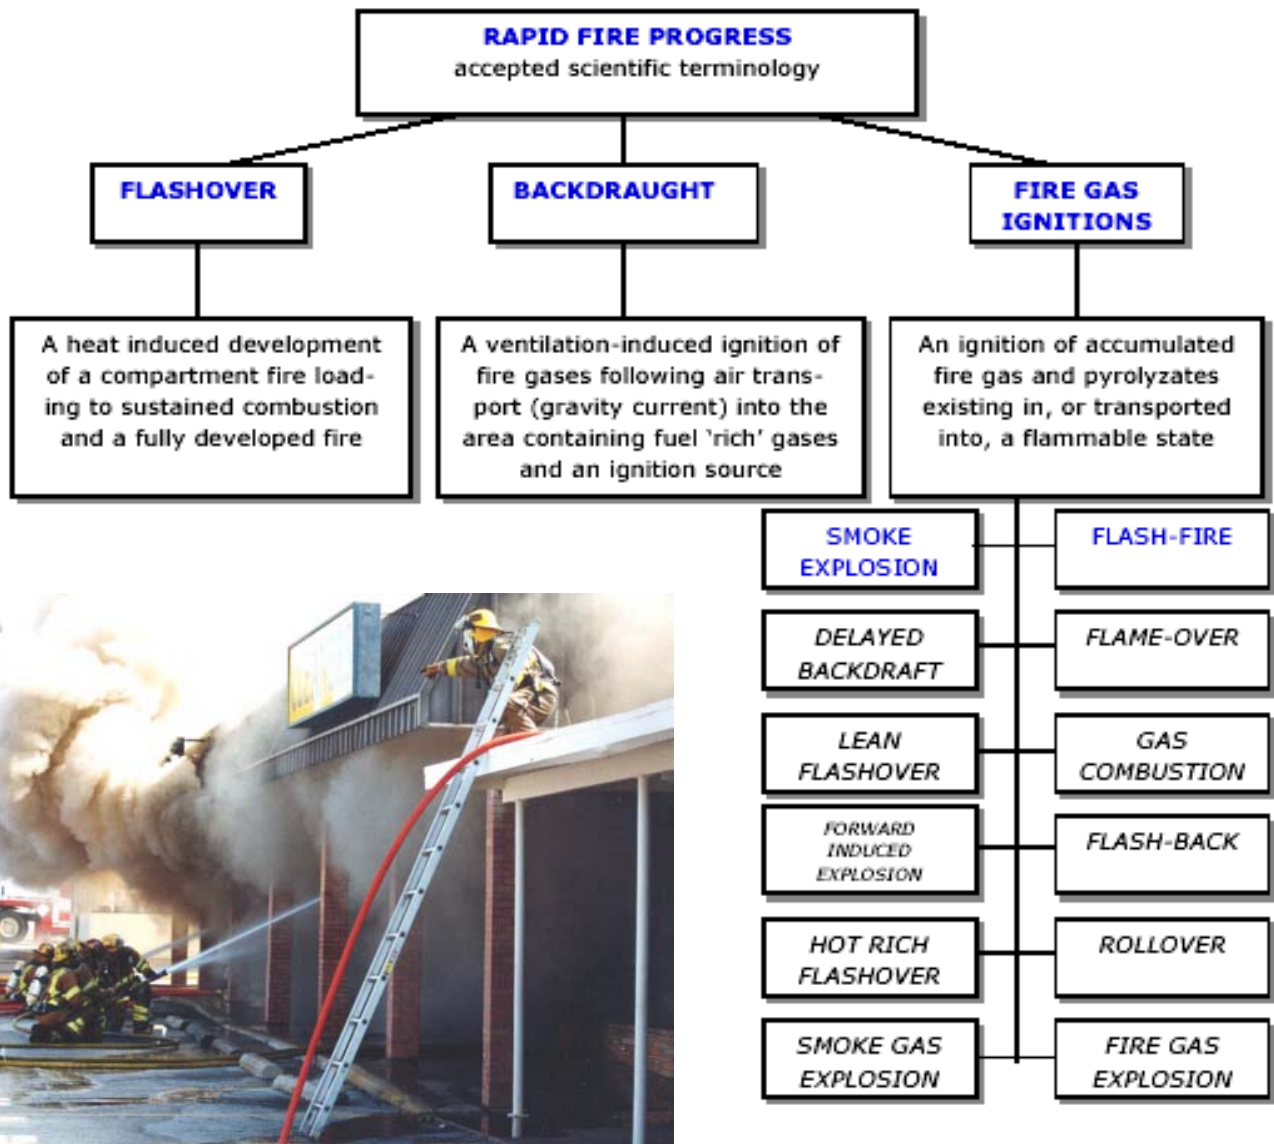 RAPID FIRE PROGRESS
accepted scientific terminology
FLASHOVER
BACKDRAUGHT
FIRE GAS
IGNITIONS
A heat induced development
of a compartment fire load-
ing to sustained combustion
and a fully developed fire
A ventilation-induced ignition of
fire gases following air trans-
port (gravity current) into the
area containing fuel ‘rich’ gases
and an ignition source
An ignition of accumulated
fire gas and pyrolyzates
existing in, or transported
into, a flammable state
SMOKE
EXPLOSION
FLASH-FIRE
DELAYED
BACKDRAFT
FLAME-OVER
LEAN
FLASHOVER
GAS
COMBUSTION
FORWARD
INDUCED
EXPLOSION
FLASH-BACK
HOT RICH
FLASHOVER
ROLLOVER
SMOKE GAS
EXPLOSION
FIRE GAS
EXPLOSION